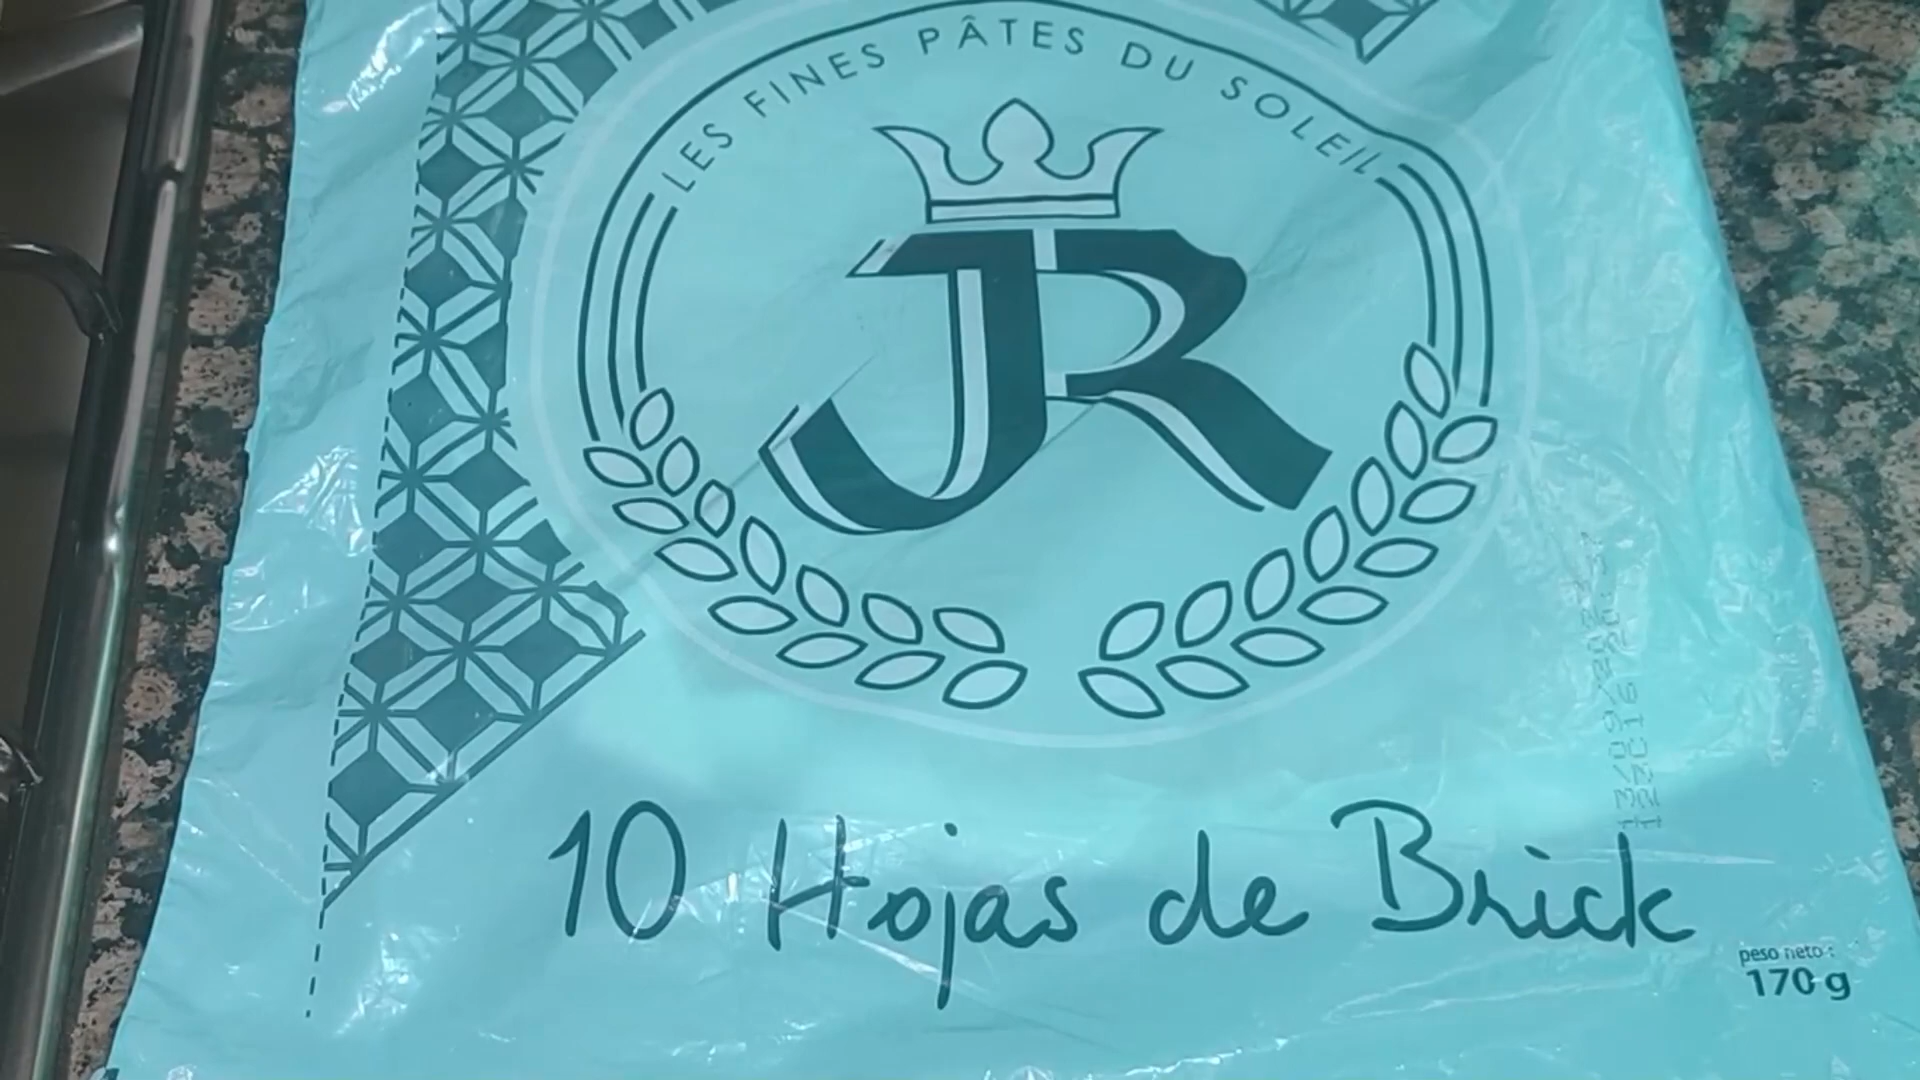 LES FINES PÂTES DU SOLEIL
JR
10 Hojas de Brick
peso neto :
170 g